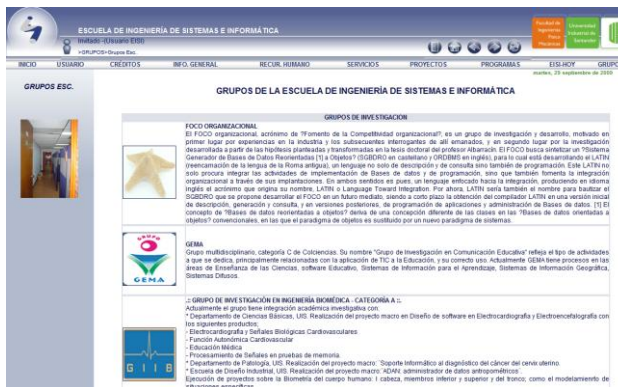 ESCUELA DE INGENIERÍA DE SISTEMAS E INFORMÁTICA
Invitado -(Usuario EISI)
>GRUPOS>Grupos Esc.
Facultad de Ingenierías Físico Mecánicas
Universidad Industrial de Santander
INICIO USUARIO CRÉDITOS INFO. GENERAL RECUR. HUMANO SERVICIOS PROYECTOS PROGRAMAS EISI-HOY GRUPO
martes, 29 septiembre de 2009
GRUPOS ESC.
GRUPOS DE LA ESCUELA DE INGENIERÍA DE SISTEMAS E INFORMÁTICA
GRUPOS DE INVESTIGACIÓN
FOCO ORGANIZACIONAL
El FOCO organizacional, acrónimo de ?Fomento de la Competitividad organizacional?, es un grupo de investigación y desarrollo, motivado en
primer lugar por experiencias en la industria y los subsecuentes interrogantes de allí emanados, y en segundo lugar por la investigación
desarrollada a partir de las hipótesis planteadas y transformadas en la tesis doctoral del profesor Albarracín. El FOCO busca sintetizar un ?Sistema
Generador de Bases de Datos Reorientadas [1] a Objetos? (SGBDRO en castellano y ORDBMS en inglés), para lo cual está desarrollando el LATIN
(reencarnación de la lengua de la Roma antigua), un lenguaje no solo de descripción y de consulta sino también de programación. Este LATIN no
solo procura integrar las actividades de implementación de Bases de datos y de programación, sino que también fomenta la integración
organizacional a través de sus implantaciones. En ambos sentidos es pues, un lenguaje enfocado hacia la integración, produciendo en idioma
inglés el acrónimo que origina su nombre, LATIN o Language Toward Integration. Por ahora, LATIN sería también el nombre para bautizar el
SGBDRO que se propone desarrollar el FOCO en un futuro mediato, siendo a corto plazo la obtención del compilador LATIN en una versión inicial
de descripción, generación y consulta, y en versiones posteriores, de programación de aplicaciones y administración de Bases de datos. [1] El
concepto de ?Bases de datos reorientadas a objetos? deriva de una concepción diferente de las clases en las ?Bases de datos orientadas a
objetos? convencionales, en las que el paradigma de objetos es sustituido por un nuevo paradigma de sistemas.
GRUPO
GEMA
GEMA
Grupo multidisciplinario, categoría C de Colciencias. Su nombre "Grupo de Investigación en Comunicación Educativa" refleja el tipo de actividades
a que se dedica, principalmente relacionadas con la aplicación de TIC a la Educación, y su correcto uso. Actualmente GEMA tiene procesos en las
áreas de Enseñanza de las Ciencias, software Educativo, Sistemas de Información para el Aprendizaje, Sistemas de Información Geográfica,
Sistemas Difusos.
.:: GRUPO DE INVESTIGACIÓN EN INGENIERÍA BIOMÉDICA - CATEGORÍA A ::.
Actualmente el grupo tiene integración académica investigativa con:
* Departamento de Ciencias Básicas, UIS. Realización del proyecto macro en Diseño de software en Electrocardiografía y Electroencefalografía con
los siguientes productos:
- Electrocardiografía y Señales Biológicas Cardiovasculares
- Función Autonómica Cardiovascular
- Educación Médica
- Procesamiento de Señales en pruebas de memoria.
* Departamento de Patología, UIS. Realización del proyecto macro: ¨Soporte Informático al diagnóstico del cáncer del cervix uterino.
* Escuela de Diseño Industrial, UIS. Realización del proyecto macro: ¨ADAN, administrador de datos antropométricos¨.
Ejecución de proyectos sobre la Biometría del cuerpo humano: I cabeza, miembros inferior y superior y del tronco; como el modelamiento de
situaciones específicas.
G I I B